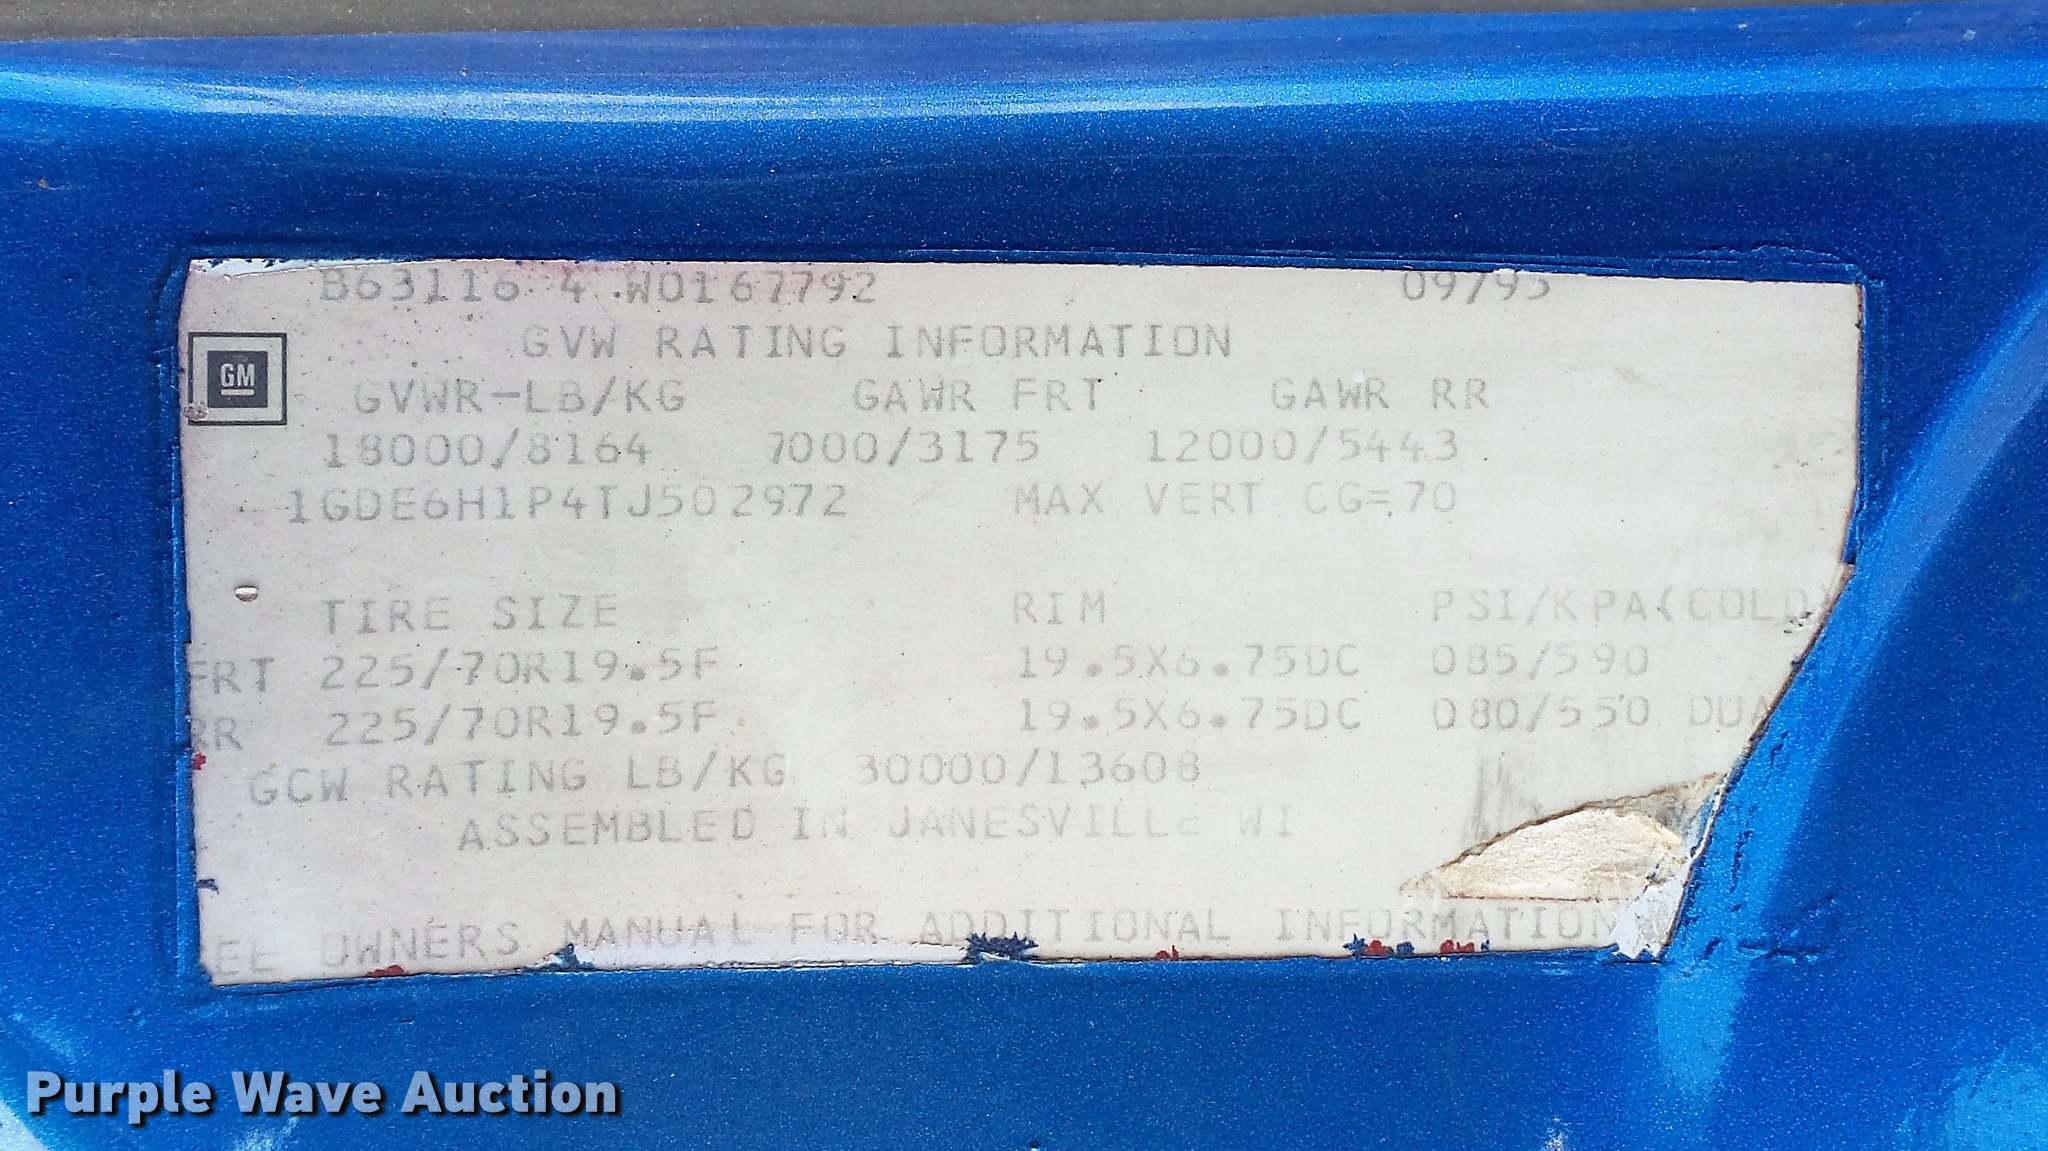 B63116 4 W0167792 09/95
GVW RATING INFORMATION
GM
GVWR-LB/KG GAWR FRT GAWR RR
18000/8164 7000/3175 12000/5443
1GDE6H1P4TJ502972 MAX VERT CG=.70
TIRE SIZE RIM PSI/KPA(COLD)
FRT 225/70R19.5F 19.5X6.75DC 085/590
RR 225/70R19.5F 19.5X6.75DC 080/550 DUA
GCW RATING LB/KG 30000/13608
ASSEMBLED IN JANESVILLE WI
EE OWNERS MANUAL FOR ADDITIONAL INFORMATION
Purple Wave Auction